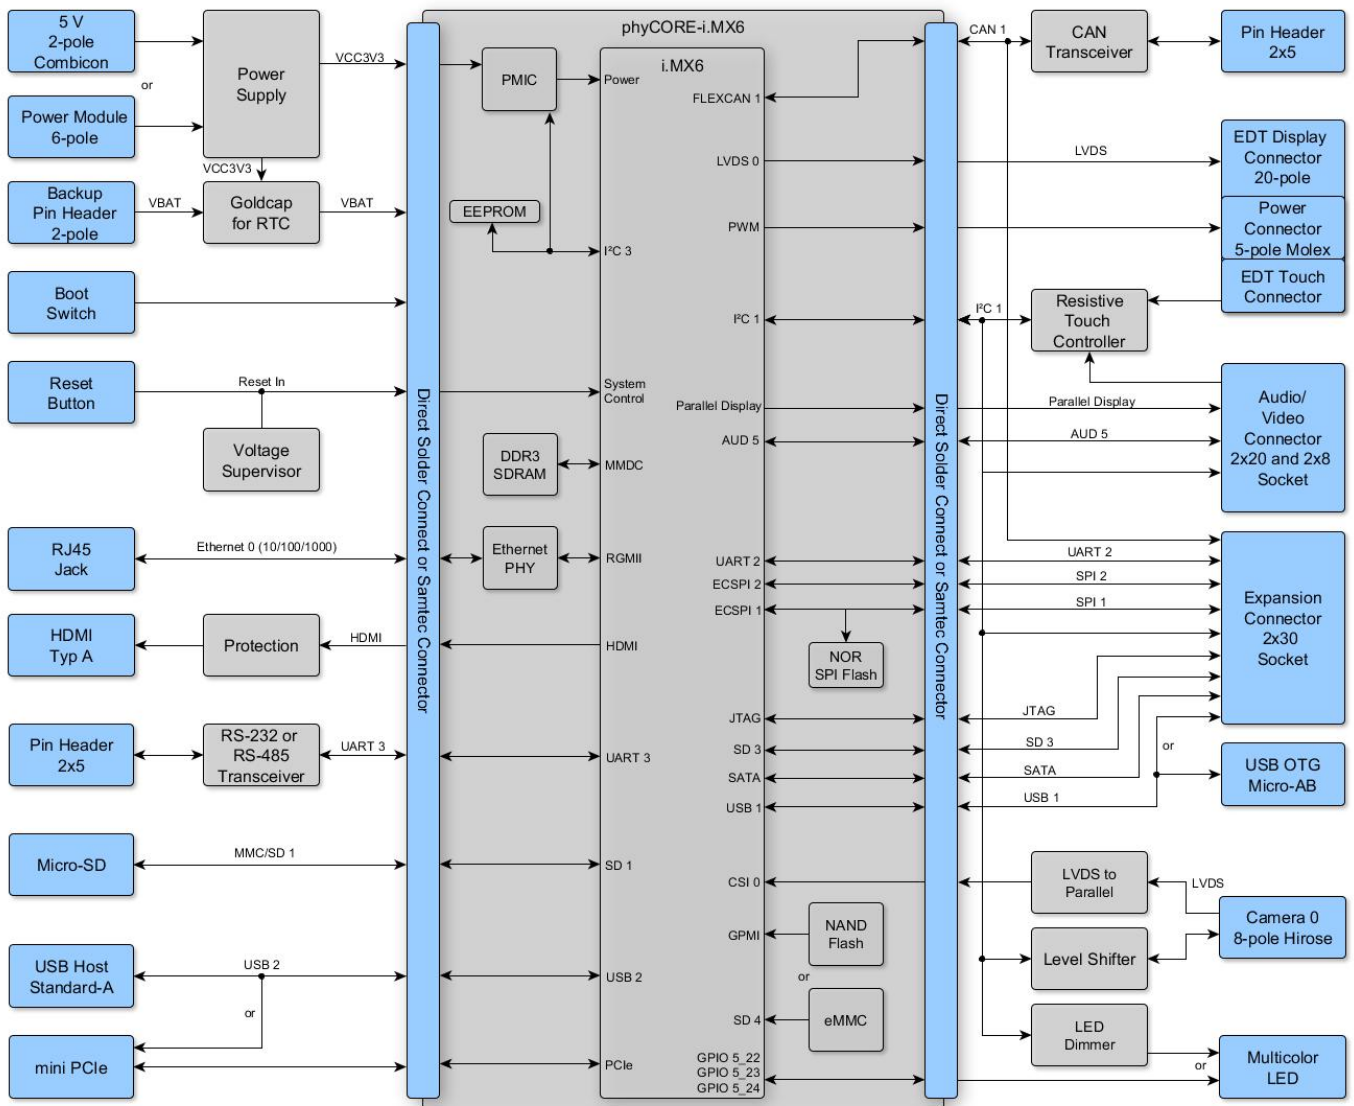 phyCORE-i.MX6
i.MX6
5 V
2-pole
Combicon
or
Power Module
6-pole
Power
Supply
VCC3V3
VCC3V3
Backup
Pin Header
2-pole
VBAT
Goldcap
for RTC
VBAT
Boot
Switch
Reset
Button
Reset In
Voltage
Supervisor
RJ45
Jack
Ethernet 0 (10/100/1000)
HDMI
Typ A
Protection
HDMI
Pin Header
2x5
RS-232 or
RS-485
Transceiver
UART 3
Micro-SD
MMC/SD 1
USB Host
Standard-A
USB 2
or
mini PCIe
Direct Solder Connect or Samtec Connector
PMIC
EEPROM
DDR3
SDRAM
Ethernet
PHY
Power
I²C 3
System
Control
MMDC
RGMII
HDMI
UART 3
SD 1
USB 2
PCIe
FLEXCAN 1
LVDS 0
PWM
I²C 1
Parallel Display
AUD 5
UART 2
ECSPI 2
ECSPI 1
JTAG
SD 3
SATA
USB 1
CSI 0
GPMI
SD 4
GPIO 5_22
GPIO 5_23
GPIO 5_24
NOR
SPI Flash
NAND
Flash
or
eMMC
Direct Solder Connect or Samtec Connector
CAN 1
CAN
Transceiver
Pin Header
2x5
LVDS
EDT Display
Connector
20-pole
Power
Connector
5-pole Molex
EDT Touch
Connector
I²C 1
Resistive
Touch
Controller
Parallel Display
AUD 5
Audio/
Video
Connector
2x20 and 2x8
Socket
UART 2
SPI 2
SPI 1
JTAG
SD 3
SATA
USB 1
Expansion
Connector
2x30
Socket
or
USB OTG
Micro-AB
LVDS to
Parallel
LVDS
Camera 0
8-pole Hirose
Level Shifter
LED
Dimmer
or
Multicolor
LED